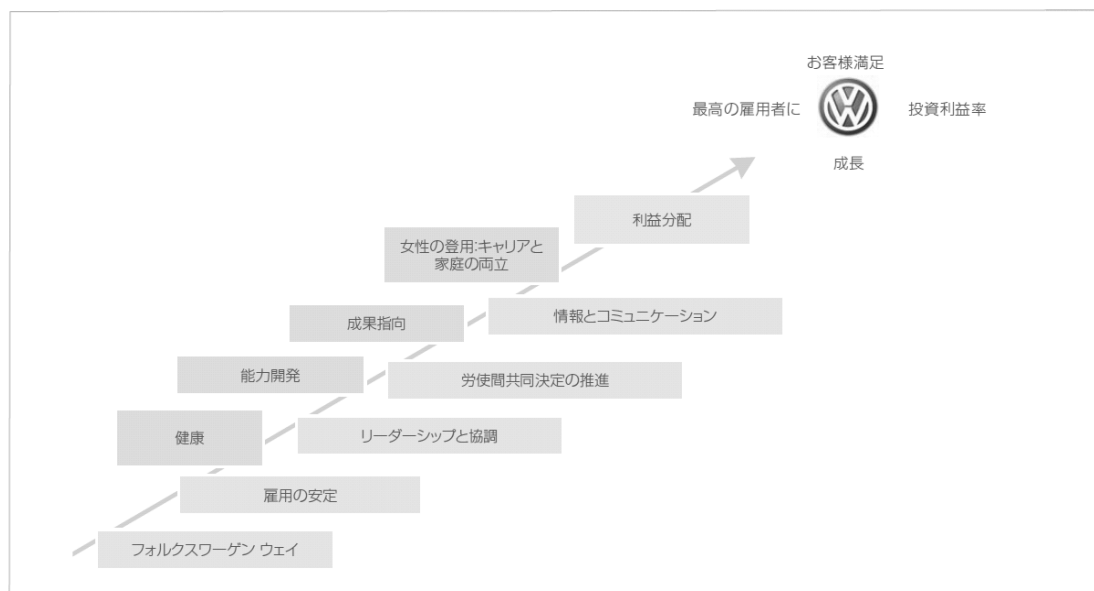 お客様満足
最高の雇用者に
投資利益率
成長
利益分配
女性の登用:キャリアと
家庭の両立
情報とコミュニケーション
成果指向
能力開発
労使間共同決定の推進
健康
リーダーシップと協調
雇用の安定
フォルクスワーゲン ウェイ